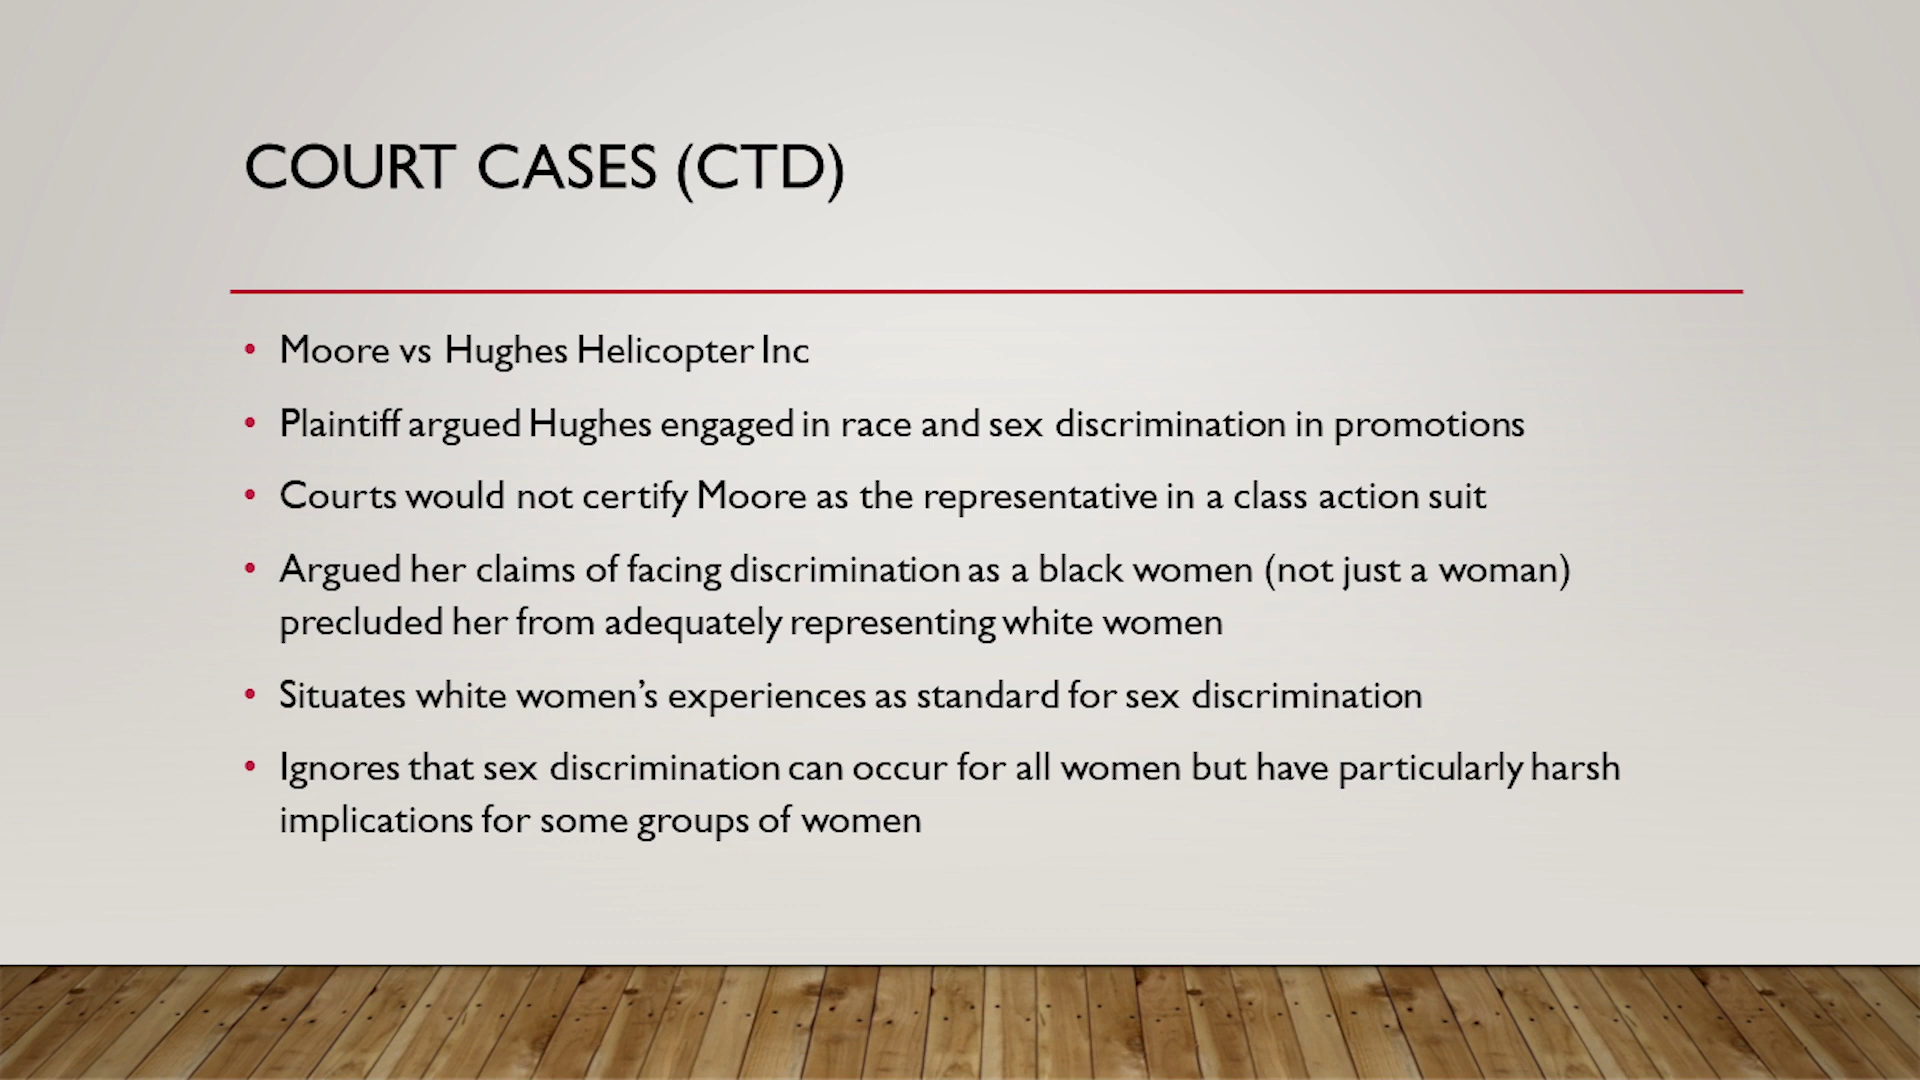 COURT CASES (CTD)
• Moore vs Hughes Helicopter Inc
• Plaintiff argued Hughes engaged in race and sex discrimination in promotions
• Courts would not certify Moore as the representative in a class action suit
• Argued her claims of facing discrimination as a black women (not just a woman)
precluded her from adequately representing white women
• Situates white women’s experiences as standard for sex discrimination
• Ignores that sex discrimination can occur for all women but have particularly harsh
implications for some groups of women